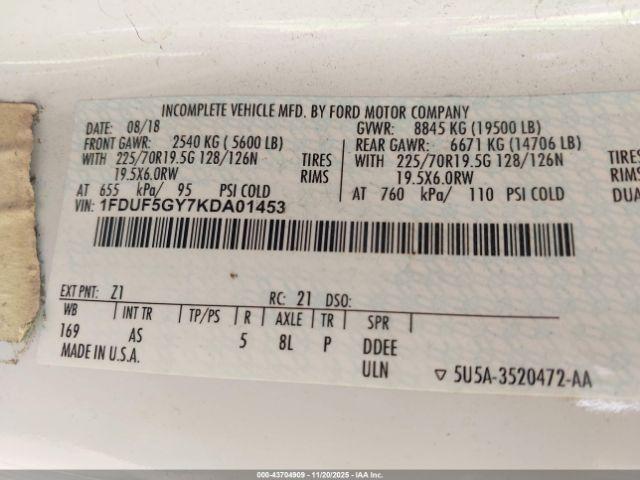 INCOMPLETE VEHICLE MFD. BY FORD MOTOR COMPANY
DATE: 08/18 GVWR: 8845 KG (19500 LB)
FRONT GAWR: 2540 KG ( 5600 LB) REAR GAWR: 6671 KG (14706 LB)
WITH 225/70R19.5G 128/126N TIRES WITH 225/70R19.5G 128/126N TIRES
19.5X6.0RW RIMS 19.5X6.0RW RIMS
AT 655 kPa/ 95 PSI COLD AT 760 kPa/ 110 PSI COLD DUAL
VIN: 1FDUF5GY7KDA01453
EXT PNT: Z1 RC: 21 DSO:
WB INT TR TP/PS R AXLE TR SPR
169 AS 5 8L P DDEE
MADE IN U.S.A. ULN ▽ 5U5A-3520472-AA
000-43704909 - 11/20/2025 - IAAI.COM